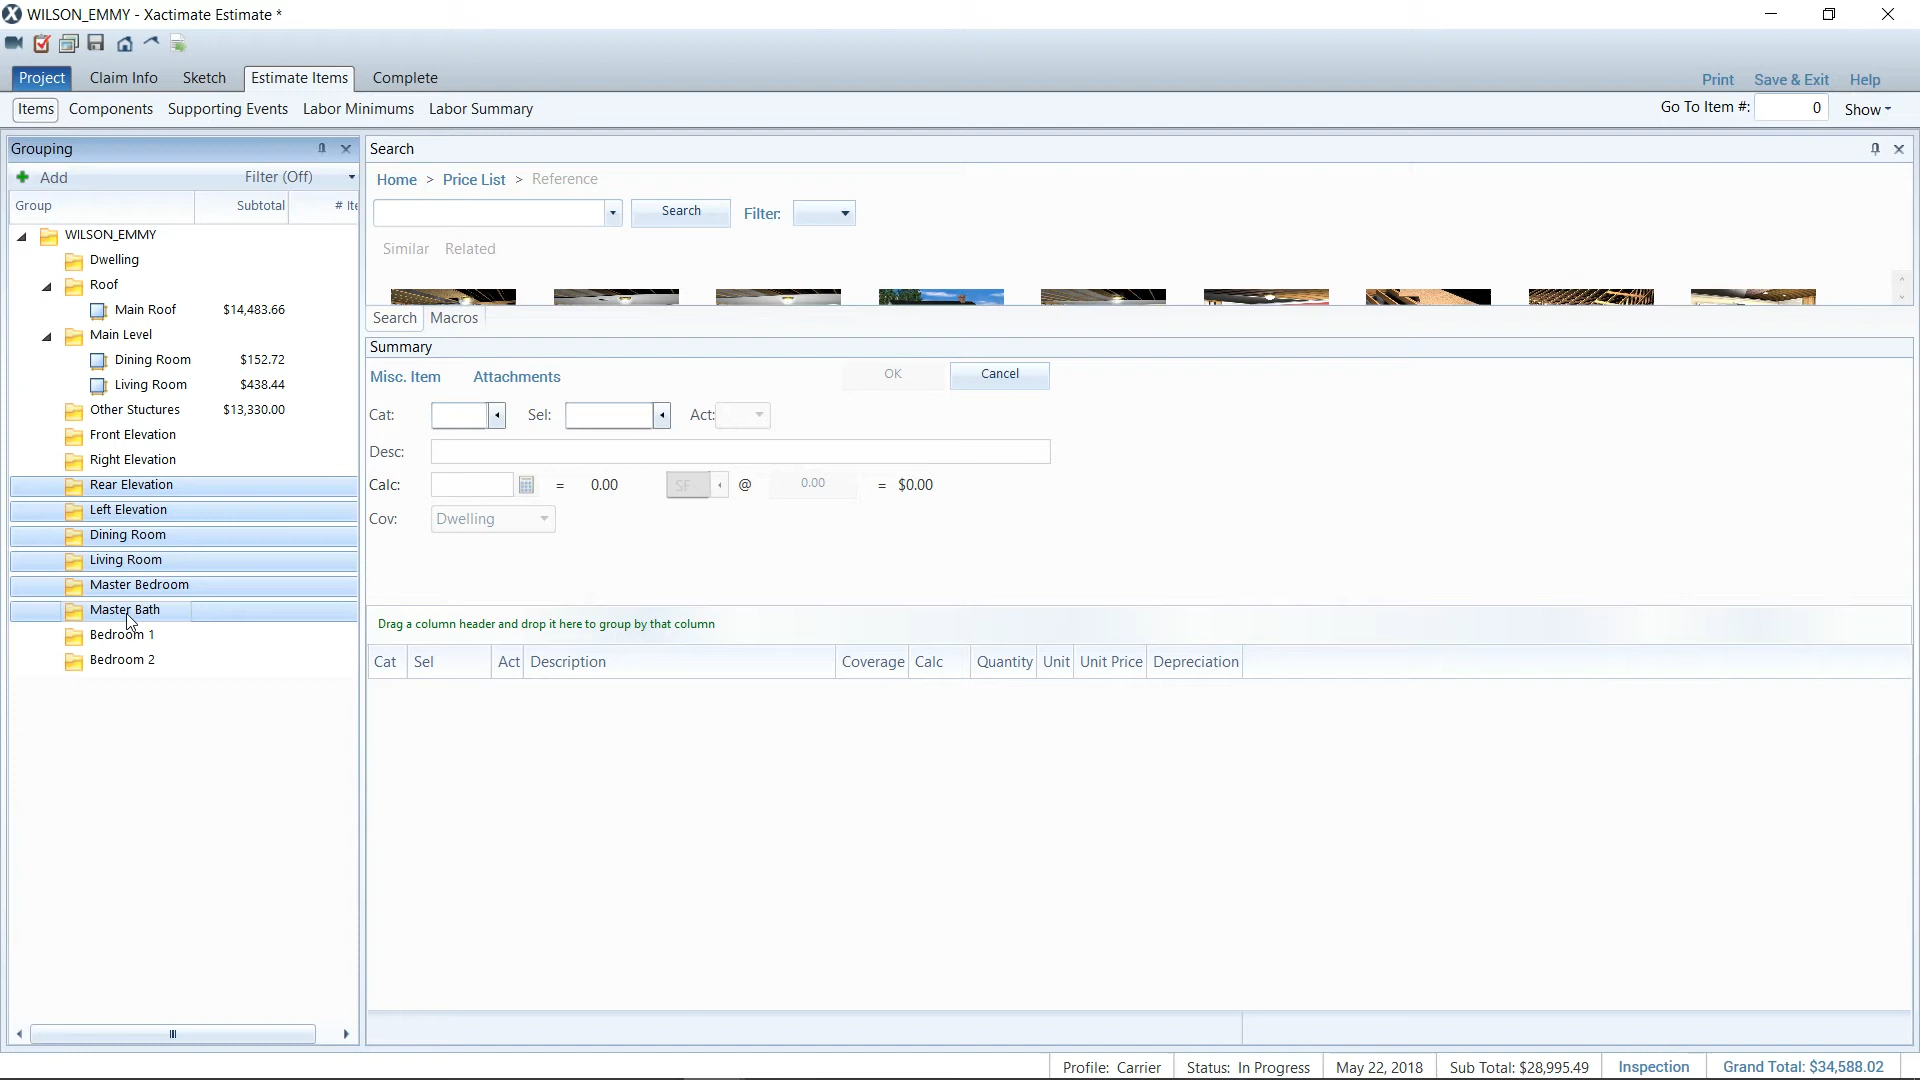 WILSON_EMMY - Xactimate Estimate *
Project Claim Info Sketch Estimate Items Complete
Print Save & Exit Help
Items Components Supporting Events Labor Minimums Labor Summary
Go To Item #: 0 Show
Grouping
Add Filter (Off)
Group Subtotal # Ite
WILSON_EMMY
Dwelling
Roof
Main Roof $14,483.66
Main Level
Dining Room $152.72
Living Room $438.44
Other Stuctures $13,330.00
Front Elevation
Right Elevation
Rear Elevation
Left Elevation
Dining Room
Living Room
Master Bedroom
Master Bath
Bedroom 1
Bedroom 2
Search
Home > Price List > Reference
Search Filter:
Similar Related
Search Macros
Summary
Misc. Item Attachments OK Cancel
Cat: Sel: Act:
Desc:
Calc: = 0.00 SF @ 0.00 = $0.00
Cov: Dwelling
Drag a column header and drop it here to group by that column
Cat Sel Act Description Coverage Calc Quantity Unit Unit Price Depreciation
Profile: Carrier Status: In Progress May 22, 2018 Sub Total: $28,995.49 Inspection Grand Total: $34,588.02